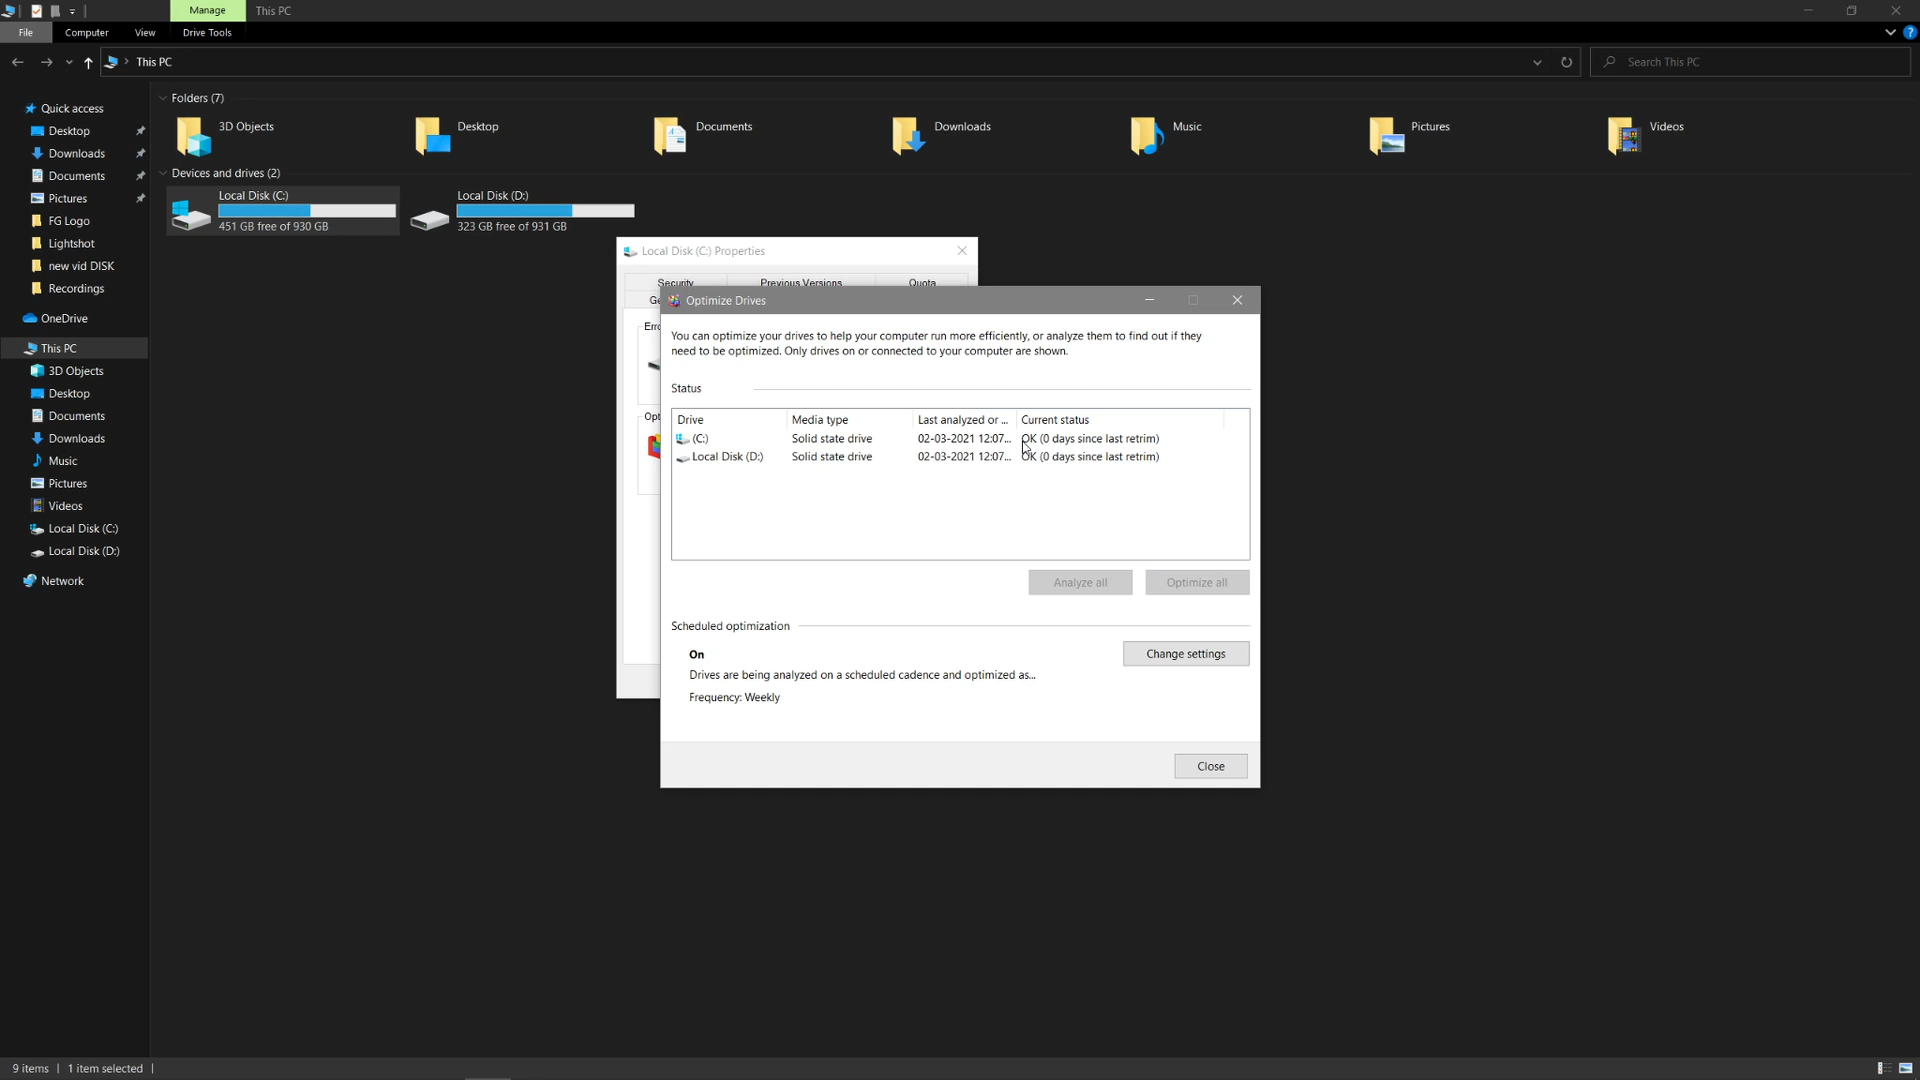 Manage This PC
File Computer View Drive Tools
This PC
Search This PC
Quick access
Desktop
Downloads
Documents
Pictures
FG Logo
Lightshot
new vid DISK
Recordings
OneDrive
This PC
3D Objects
Desktop
Documents
Downloads
Music
Pictures
Videos
Local Disk (C:)
Local Disk (D:)
Network
Folders (7)
3D Objects Desktop Documents Downloads Music Pictures Videos
Devices and drives (2)
Local Disk (C:)
451 GB free of 930 GB
Local Disk (D:)
323 GB free of 931 GB
Local Disk (C:) Properties
Security Previous Versions Quota
Optimize Drives
You can optimize your drives to help your computer run more efficiently, or analyze them to find out if they
need to be optimized. Only drives on or connected to your computer are shown.
Status
Drive Media type Last analyzed or ... Current status
(C:) Solid state drive 02-03-2021 12:07... OK (0 days since last retrim)
Local Disk (D:) Solid state drive 02-03-2021 12:07... OK (0 days since last retrim)
Analyze all Optimize all
Scheduled optimization
On
Change settings
Drives are being analyzed on a scheduled cadence and optimized as...
Frequency: Weekly
Close
9 items 1 item selected